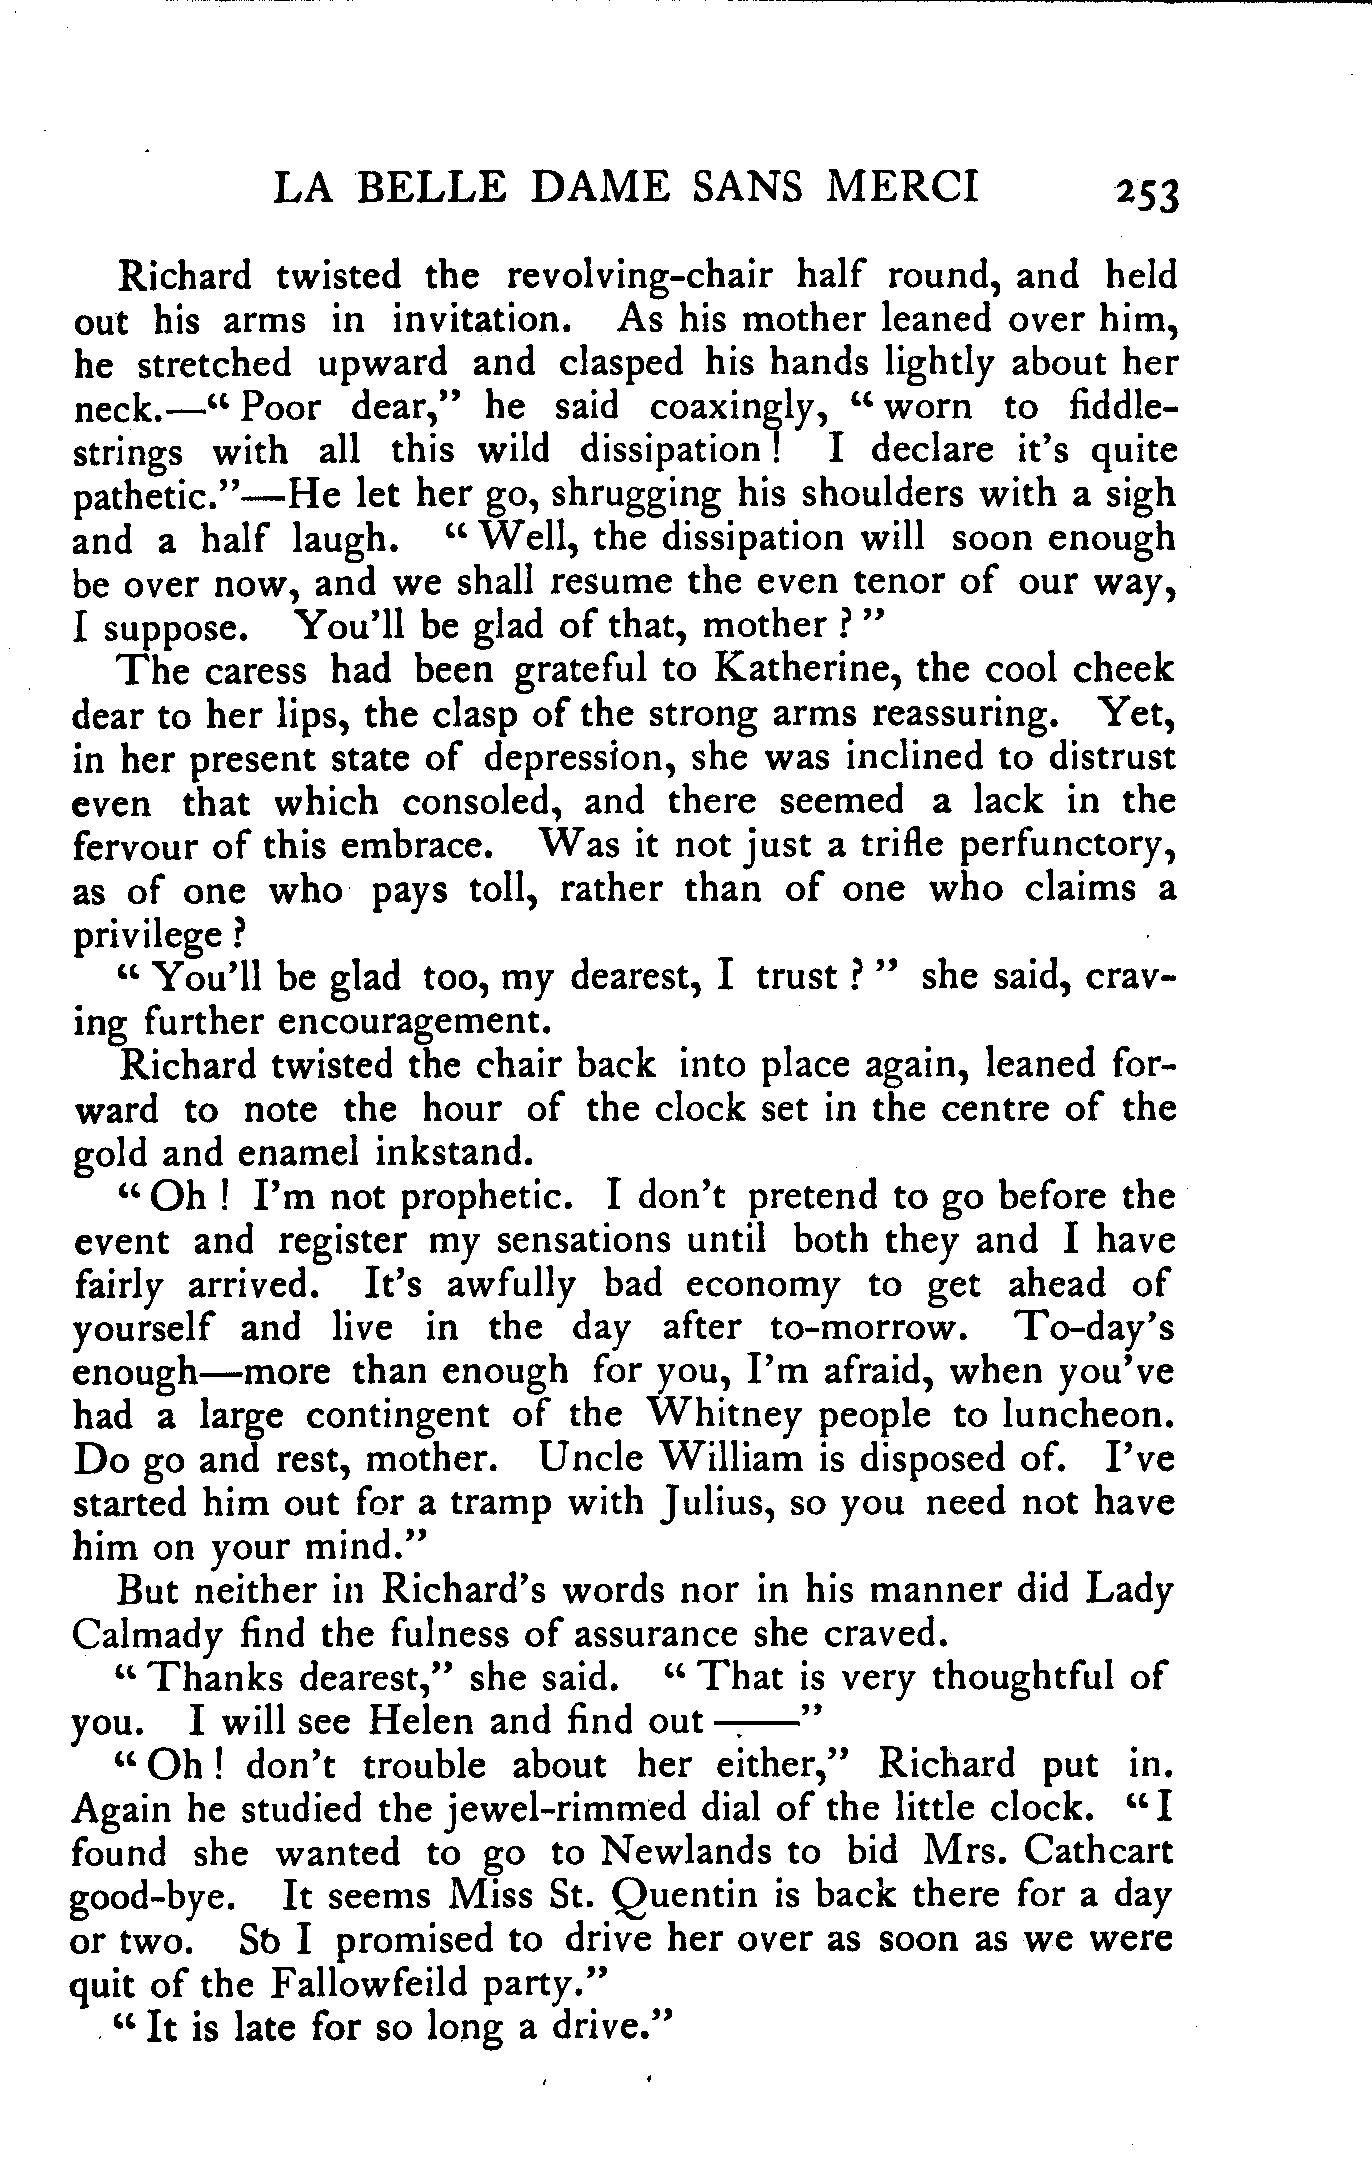 LA BELLE DAME SANS MERCI 253
Richard twisted the revolving-chair half round, and held
out his arms in invitation. As his mother leaned over him,
he stretched upward and clasped his hands lightly about her
neck.—“Poor dear,” he said coaxingly, “worn to fiddle-
strings with all this wild dissipation! I declare it's quite
pathetic.”—He let her go, shrugging his shoulders with a sigh
and a half laugh. “Well, the dissipation will soon enough
be over now, and we shall resume the even tenor of our way,
I suppose. You'll be glad of that, mother?”
The caress had been grateful to Katherine, the cool cheek
dear to her lips, the clasp of the strong arms reassuring. Yet,
in her present state of depression, she was inclined to distrust
even that which consoled, and there seemed a lack in the
fervour of this embrace. Was it not just a trifle perfunctory,
as of one who pays toll, rather than of one who claims a
privilege?
“You'll be glad too, my dearest, I trust?” she said, crav-
ing further encouragement.
Richard twisted the chair back into place again, leaned for-
ward to note the hour of the clock set in the centre of the
gold and enamel inkstand.
“Oh! I'm not prophetic. I don't pretend to go before the
event and register my sensations until both they and I have
fairly arrived. It's awfully bad economy to get ahead of
yourself and live in the day after to-morrow. To-day's
enough—more than enough for you, I'm afraid, when you've
had a large contingent of the Whitney people to luncheon.
Do go and rest, mother. Uncle William is disposed of. I've
started him out for a tramp with Julius, so you need not have
him on your mind.”
But neither in Richard's words nor in his manner did Lady
Calmady find the fulness of assurance she craved.
“Thanks dearest,” she said. “That is very thoughtful of
you. I will see Helen and find out——”
“Oh! don't trouble about her either,” Richard put in.
Again he studied the jewel-rimmed dial of the little clock. “I
found she wanted to go to Newlands to bid Mrs. Cathcart
good-bye. It seems Miss St. Quentin is back there for a day
or two. So I promised to drive her over as soon as we were
quit of the Fallowfeild party.”
“It is late for so long a drive.”